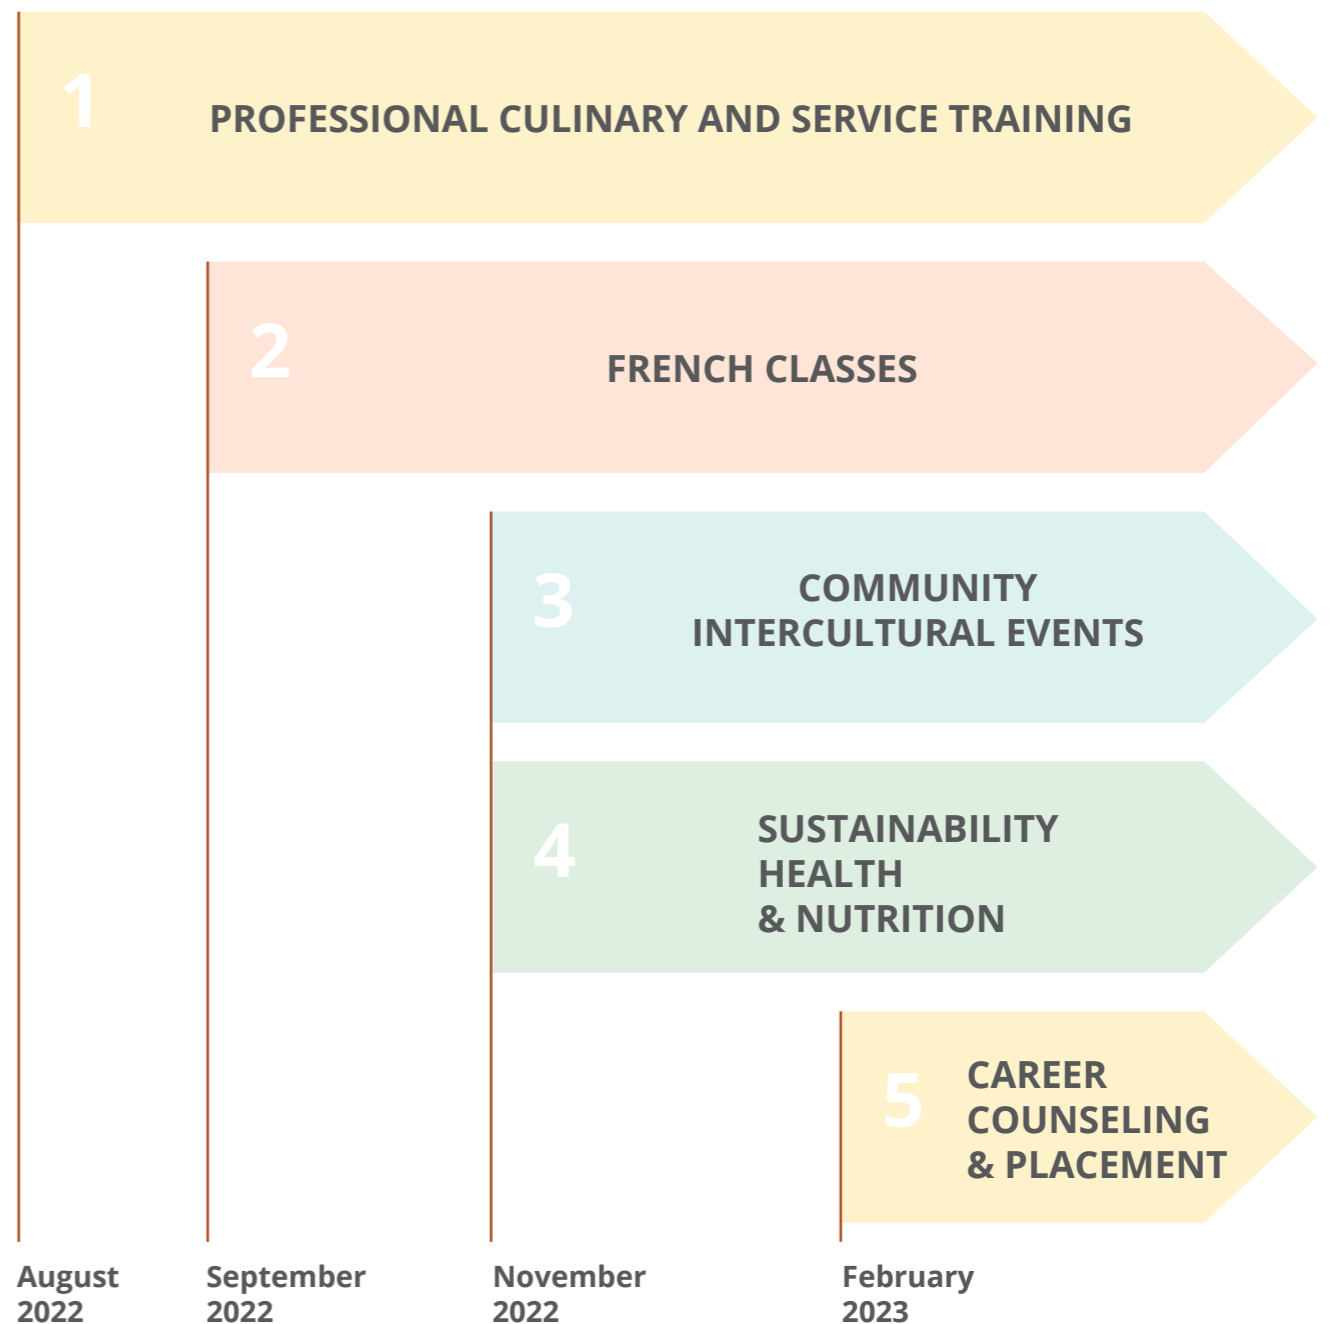 1
PROFESSIONAL CULINARY AND SERVICE TRAINING
2
FRENCH CLASSES
3
COMMUNITY
INTERCULTURAL EVENTS
4
SUSTAINABILITY
HEALTH
& NUTRITION
5
CAREER
COUNSELING
& PLACEMENT
August
2022
September
2022
November
2022
February
2023